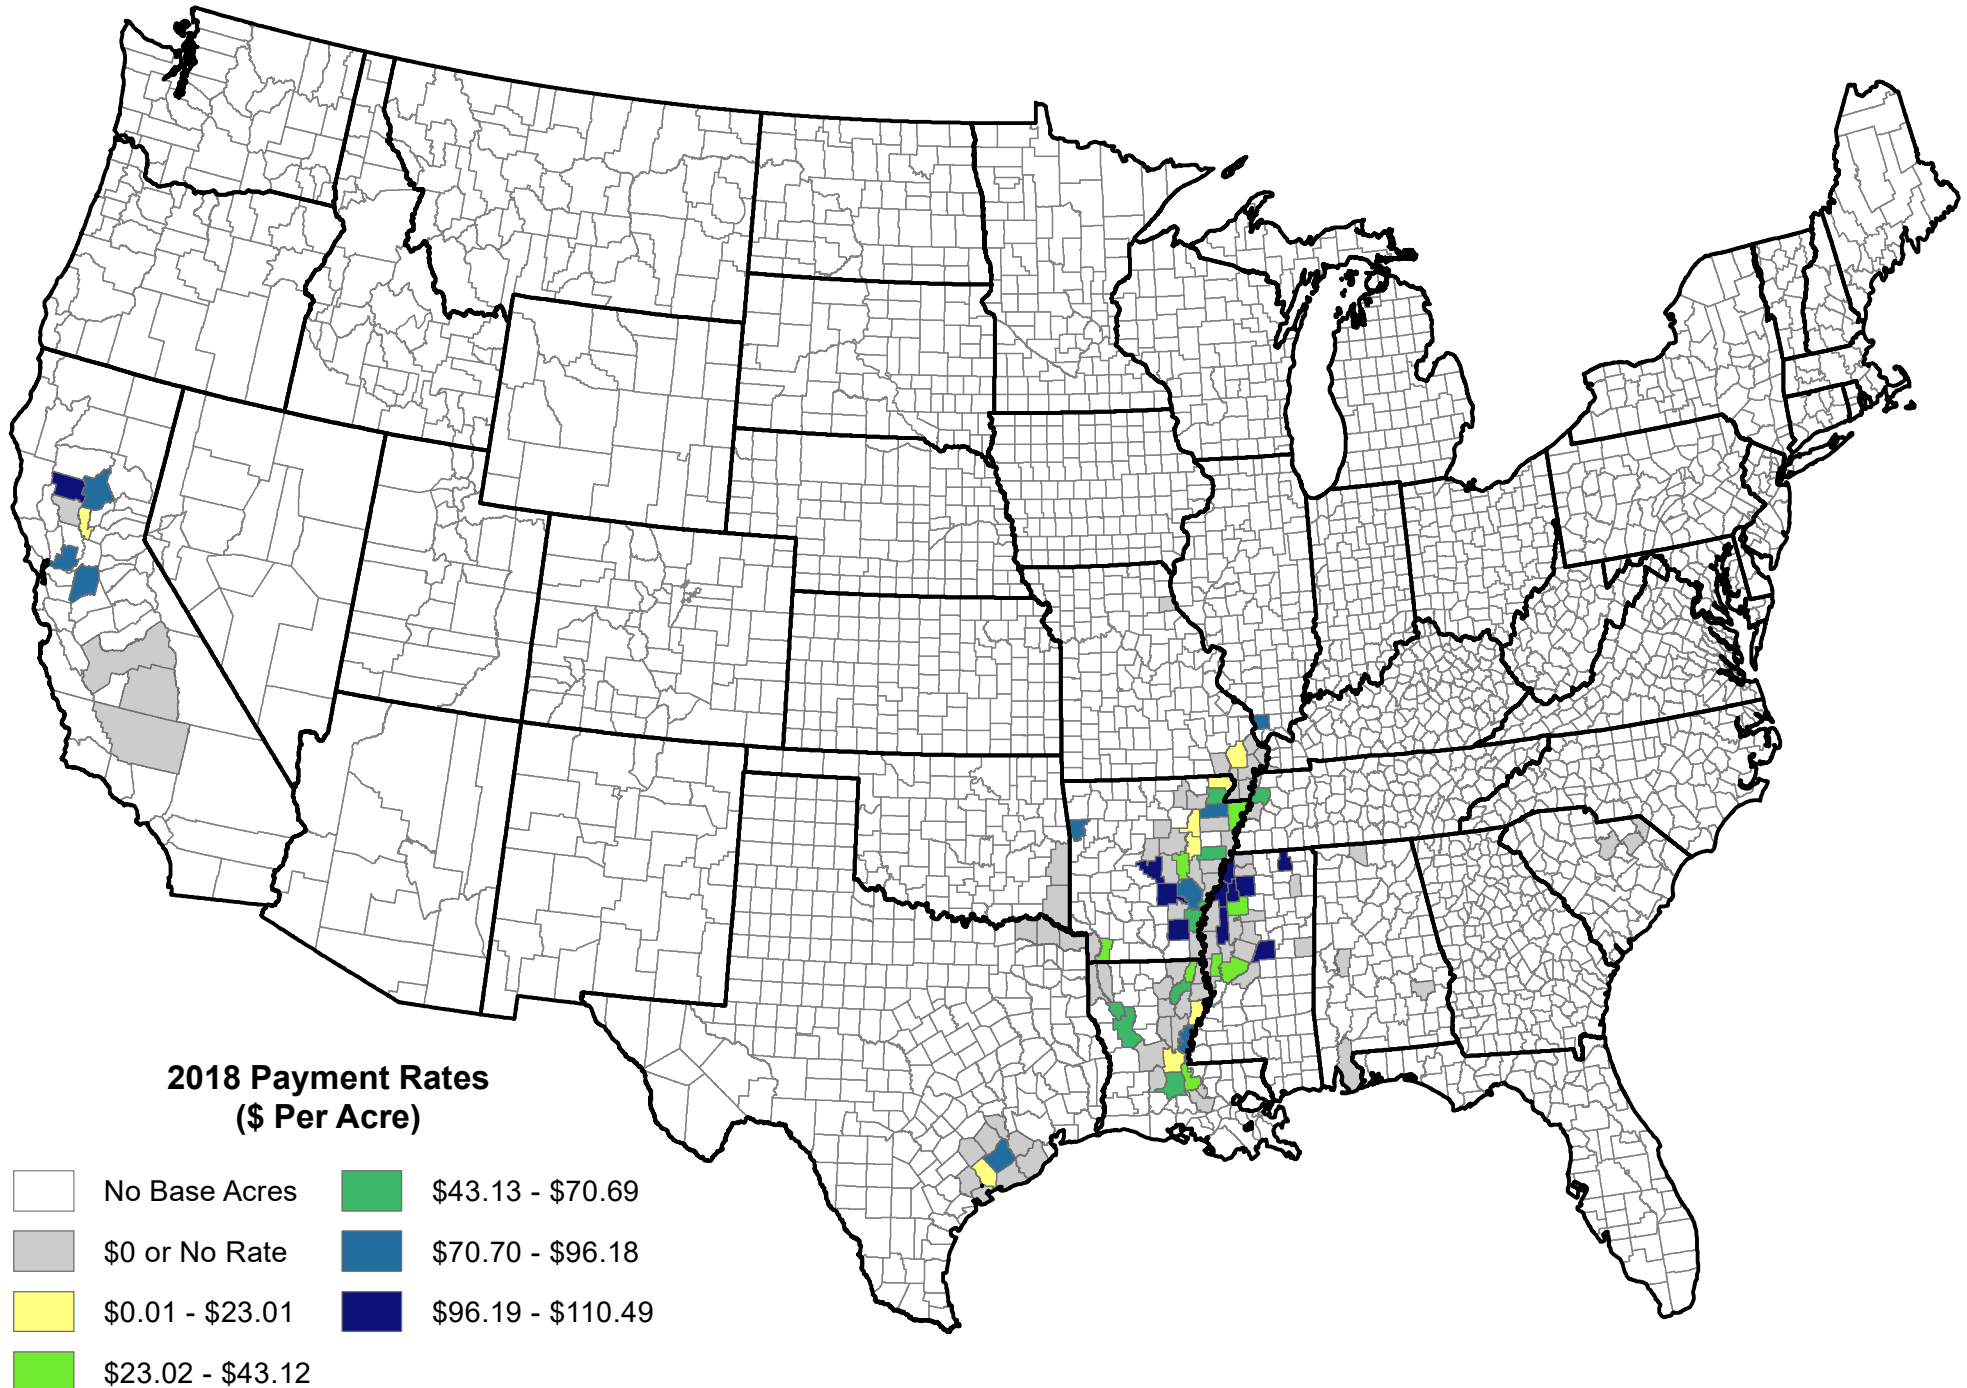 2018 Payment Rates
($ Per Acre)
No Base Acres
$0 or No Rate
$0.01 - $23.01
$23.02 - $43.12
$43.13 - $70.69
$70.70 - $96.18
$96.19 - $110.49